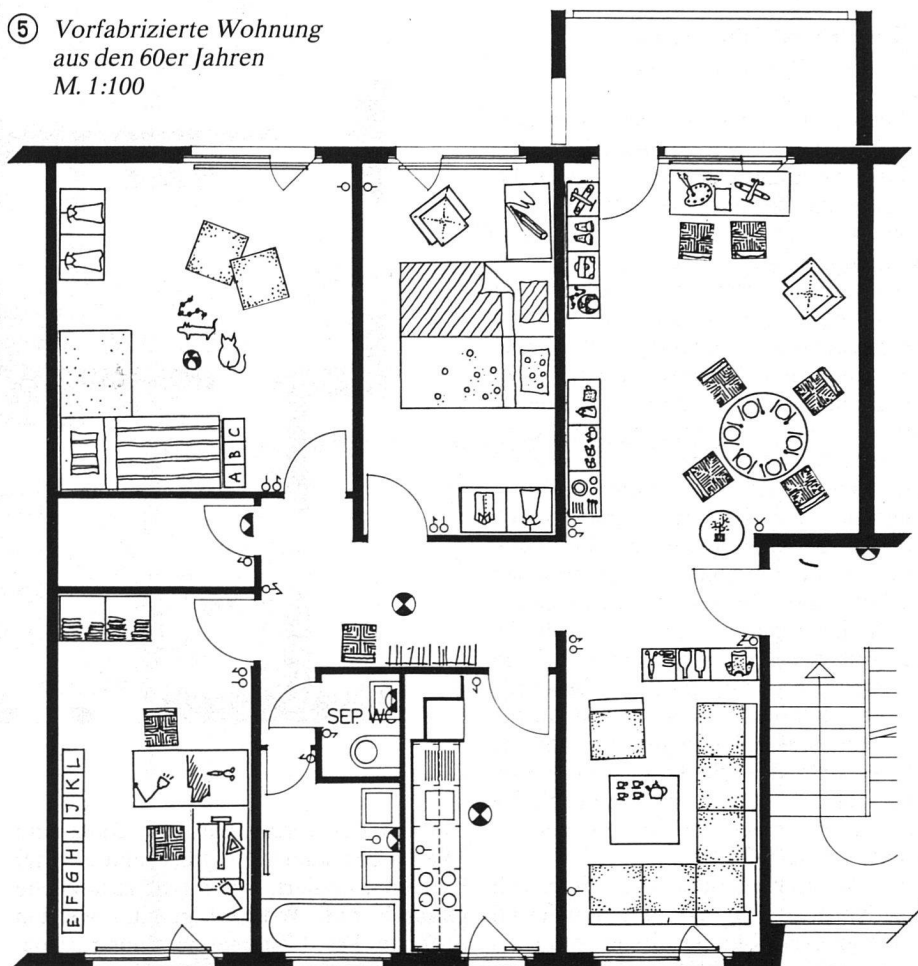 ⑤ Vorfabrizierte Wohnung
aus den 60er Jahren
M. 1:100
A B C
SEP. WC
E F G H I J K L